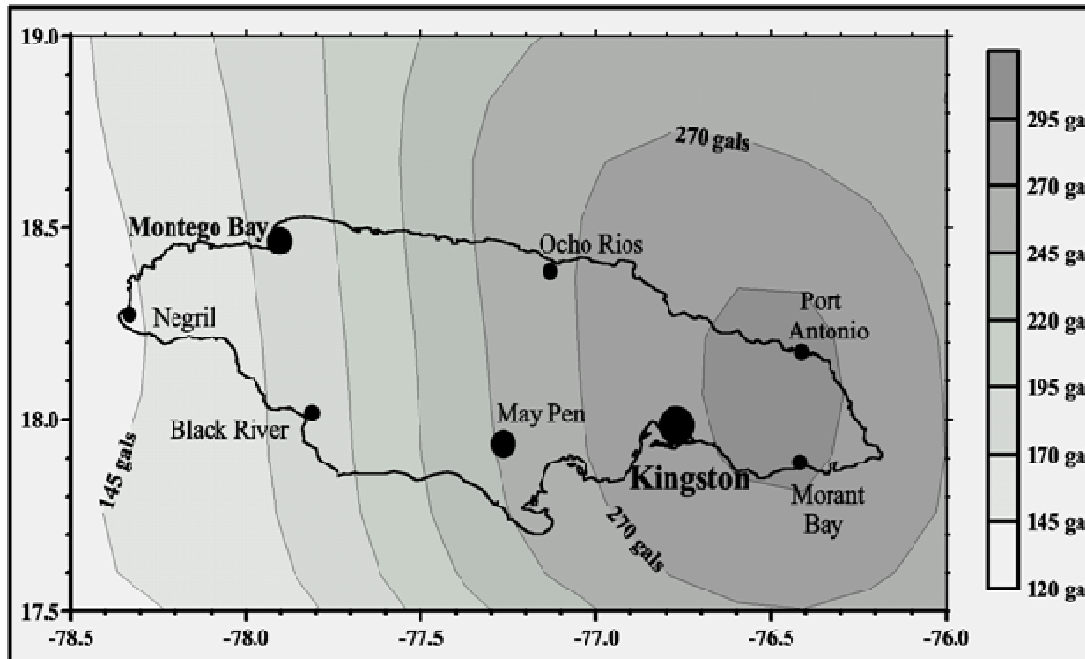 19.0
18.5
18.0
17.5
-78.5
-78.0
-77.5
-77.0
-76.5
-76.0
270 gals
Montego Bay
Ocho Rios
Negril
Port
Antonio
May Pen
Black River
Kingston
145 gals
270 gals
Morant
Bay
295 ga
270 ga
245 ga
220 ga
195 ga
170 ga
145 ga
120 ga